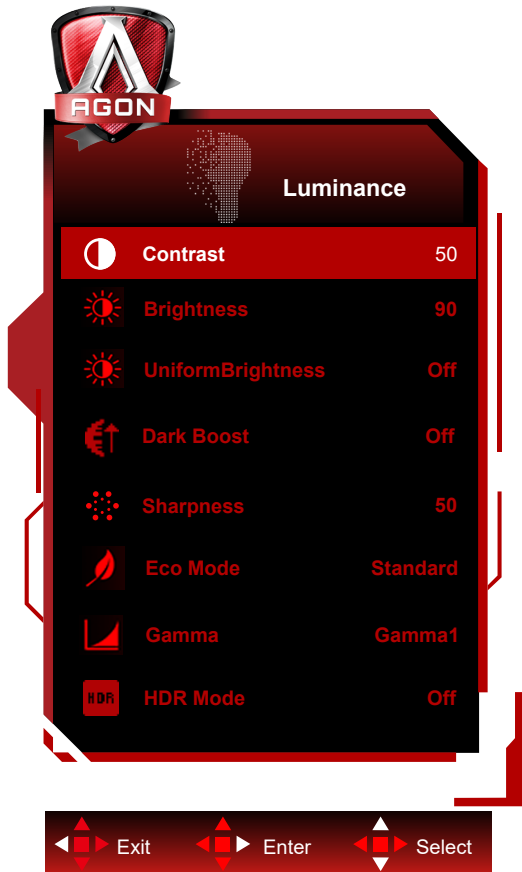 AGON
Luminance
Contrast 50
Brightness 90
UniformBrightness Off
Dark Boost Off
Sharpness 50
Eco Mode Standard
Gamma Gamma1
HDR HDR Mode Off
Exit Enter Select